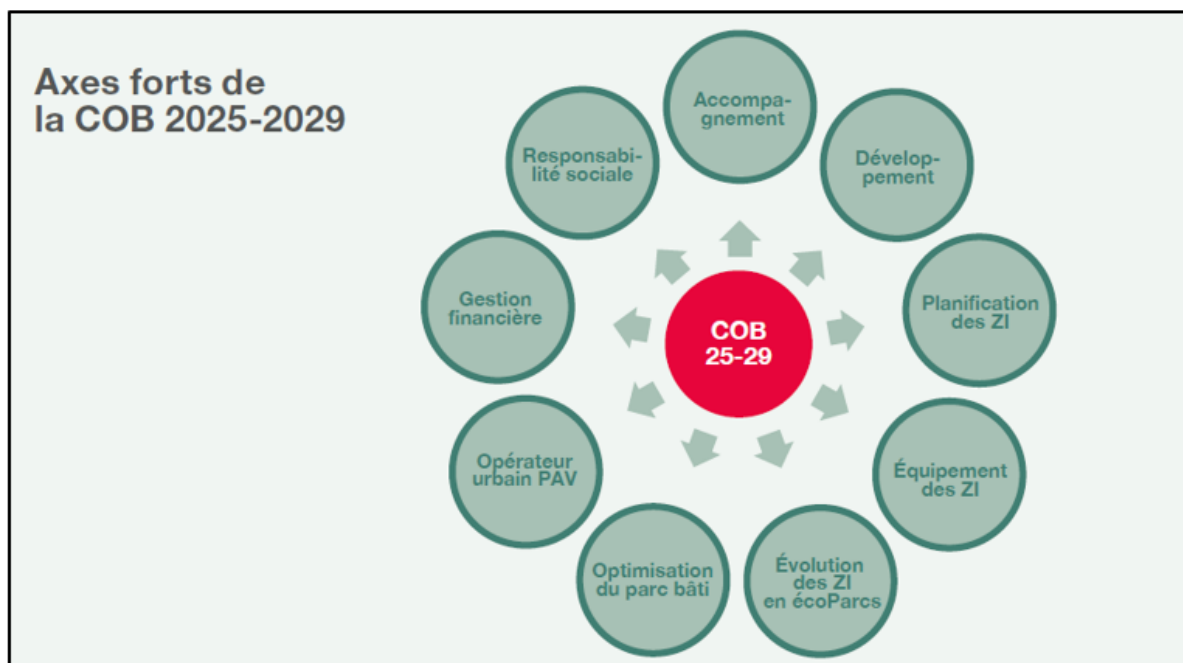 Axes forts de
la COB 2025-2029
Accompa-
gnement
Dévelop-
pement
Planification
des ZI
Équipement
des ZI
Évolution
des ZI
en écoParcs
Optimisation
du parc bâti
Opérateur
urbain PAV
Gestion
financière
Responsabi-
lité sociale
COB
25-29